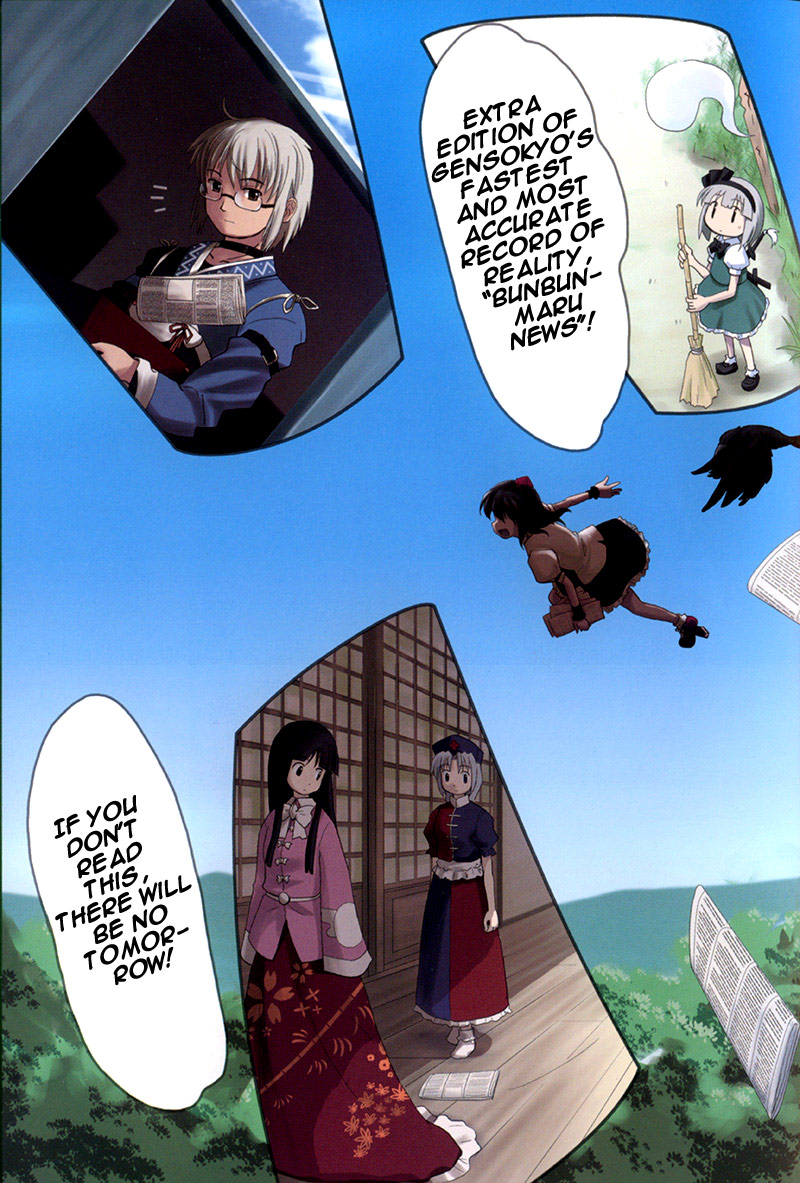 EXTRA
EDITION OF
GENSOKYO'S
FASTEST
AND MOST
ACCURATE
RECORD OF
REALITY,
"BUNBUN-
MARU
NEWS"!
IF YOU
DON'T
READ
THIS,
THERE WILL
BE NO
TOMOR-
ROW!